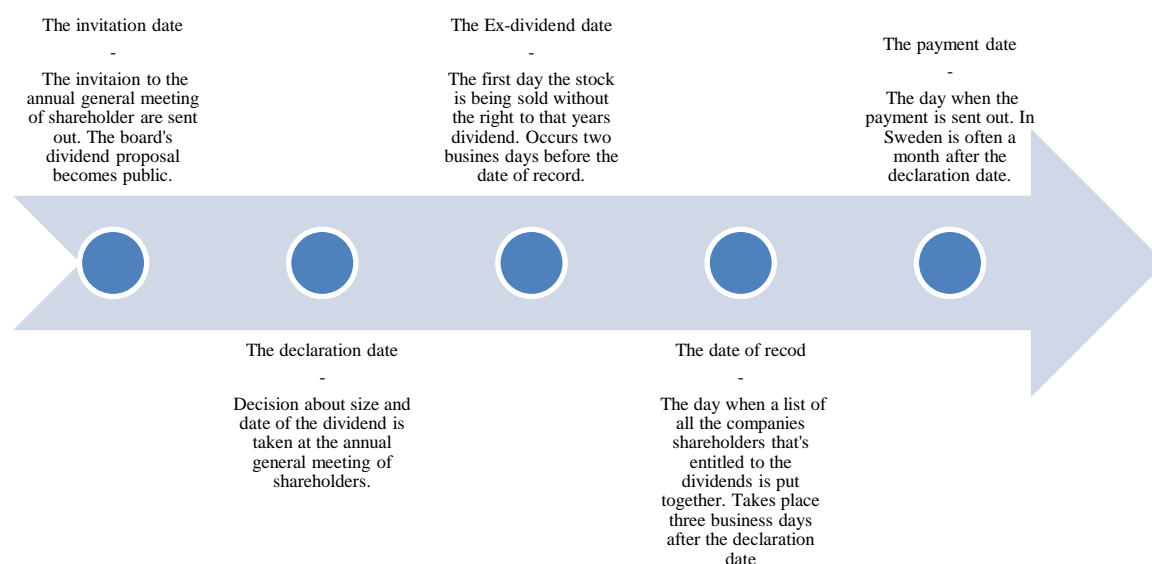 The invitation date
-
The invitaion to the
annual general meeting
of shareholder are sent
out. The board's
dividend proposal
becomes public.
The declaration date
-
Decision about size and
date of the dividend is
taken at the annual
general meeting of
shareholders.
The Ex-dividend date
-
The first day the stock
is being sold without
the right to that years
dividend. Occurs two
busines days before the
date of record.
The date of recod
-
The day when a list of
all the companies
shareholders that's
entitled to the
dividends is put
together. Takes place
three business days
after the declaration
date
The payment date
-
The day when the
payment is sent out. In
Sweden is often a
month after the
declaration date.